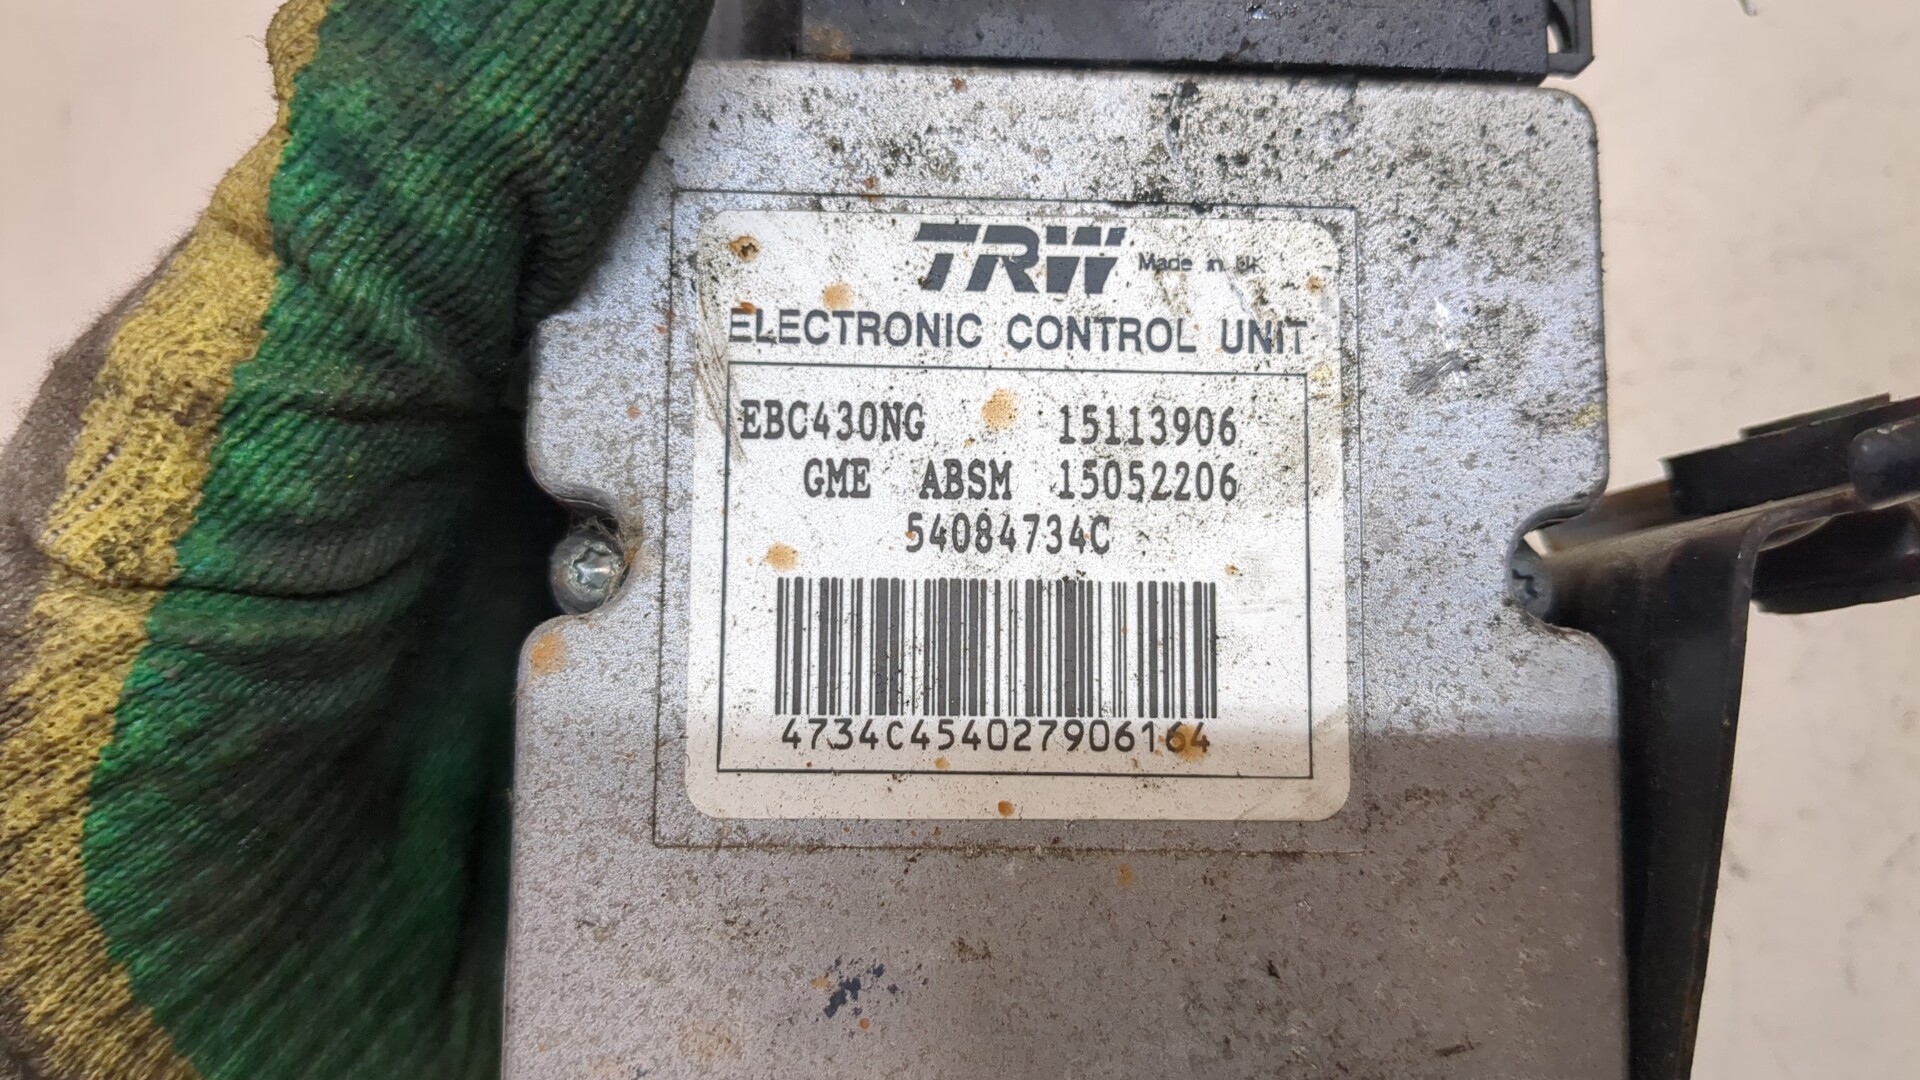 TRW Made in UK
ELECTRONIC CONTROL UNIT
EBC430NG 15113906
GME ABSM 15052206
54084734C
4734C454027906164